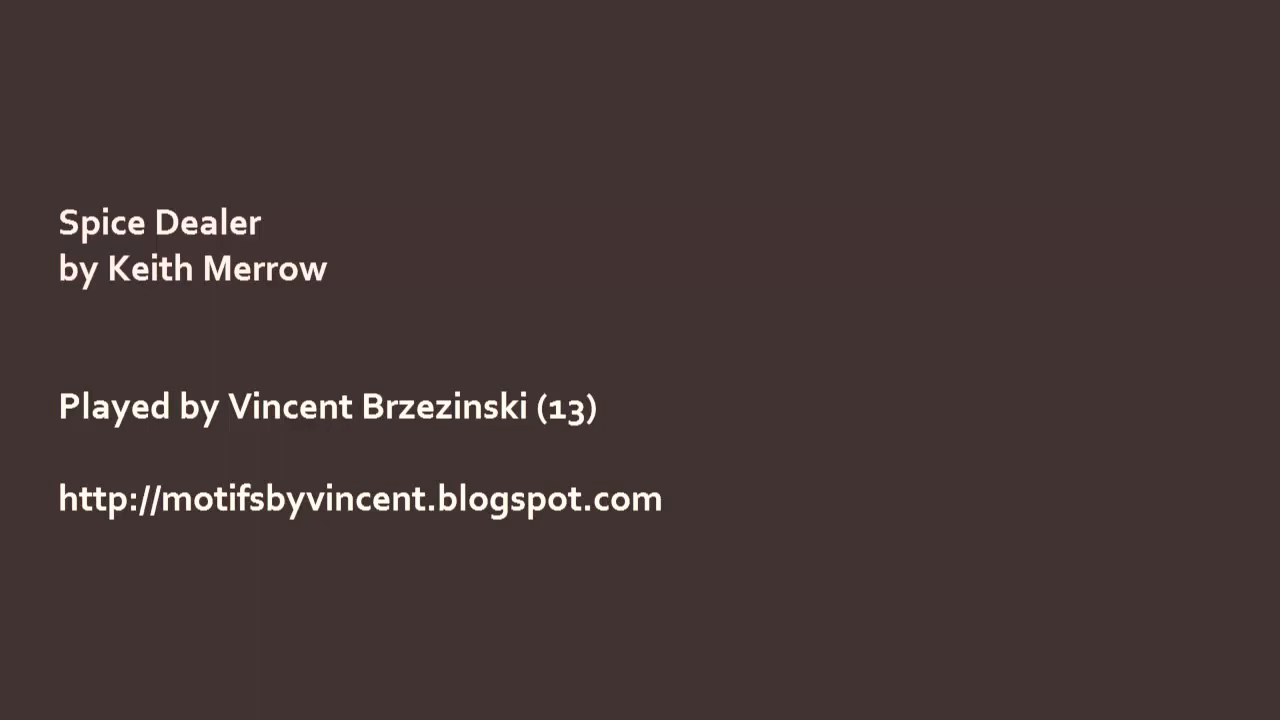 Spice Dealer
by Keith Merrow
Played by Vincent Brzezinski (13)
http://motifsbyvincent.blogspot.com